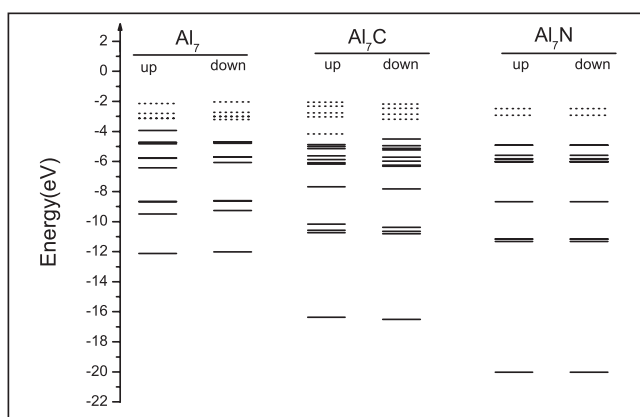 Al₇
Al₇C
Al₇N
up
down
up
down
up
down
Energy(eV)
2
0
-2
-4
-6
-8
-10
-12
-14
-16
-18
-20
-22